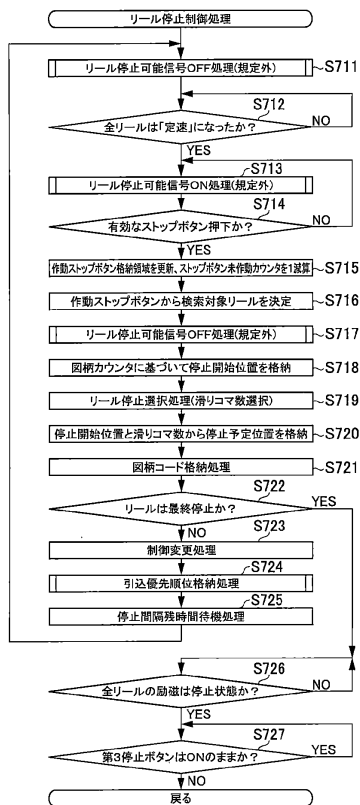 リール停止制御処理
リール停止可能信号OFF処理(規定外)
S711
S712
全リールは「定速」になったか?
NO
YES
S713
リール停止可能信号ON処理(規定外)
S714
有効なストップボタン押下か?
NO
YES
作動ストップボタン格納領域を更新、ストップボタン未作動カウンタを1減算
S715
作動ストップボタンから検索対象リールを決定
S716
リール停止可能信号OFF処理(規定外)
S717
図柄カウンタに基づいて停止開始位置を格納
S718
リール停止選択処理(滑りコマ数選択)
S719
停止開始位置と滑りコマ数から停止予定位置を格納
S720
図柄コード格納処理
S721
S722
リールは最終停止か?
YES
NO
S723
制御変更処理
S724
引込優先順位格納処理
S725
停止間隔残時間待機処理
S726
全リールの励磁は停止状態か?
NO
YES
S727
第3停止ボタンはONのままか?
YES
NO
戻る